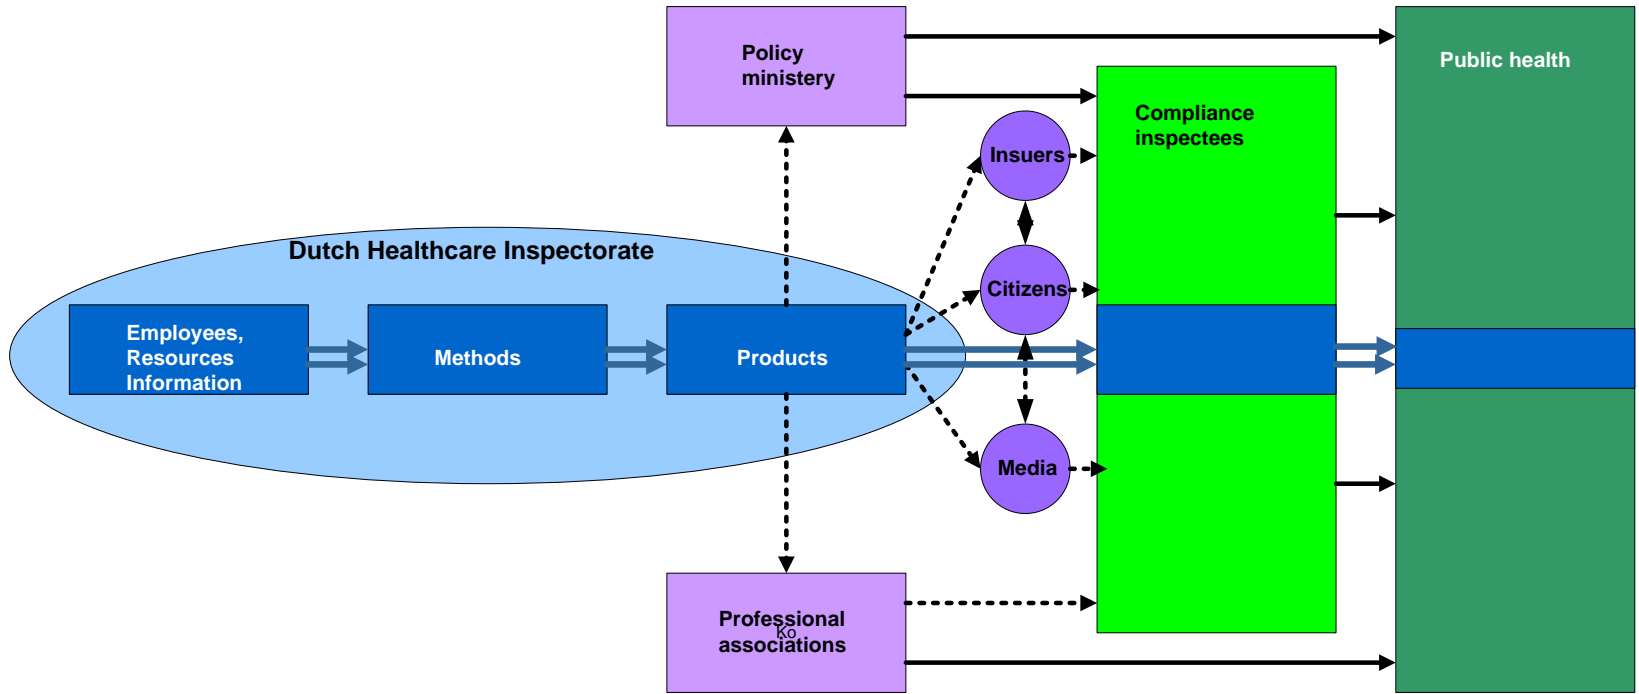 Policy
ministery
Public health
Compliance
inspectees
Insuers
Dutch Healthcare Inspectorate
Citizens
Employees,
Resources
Information
Methods
Products
Media
Professional
Ko
associations